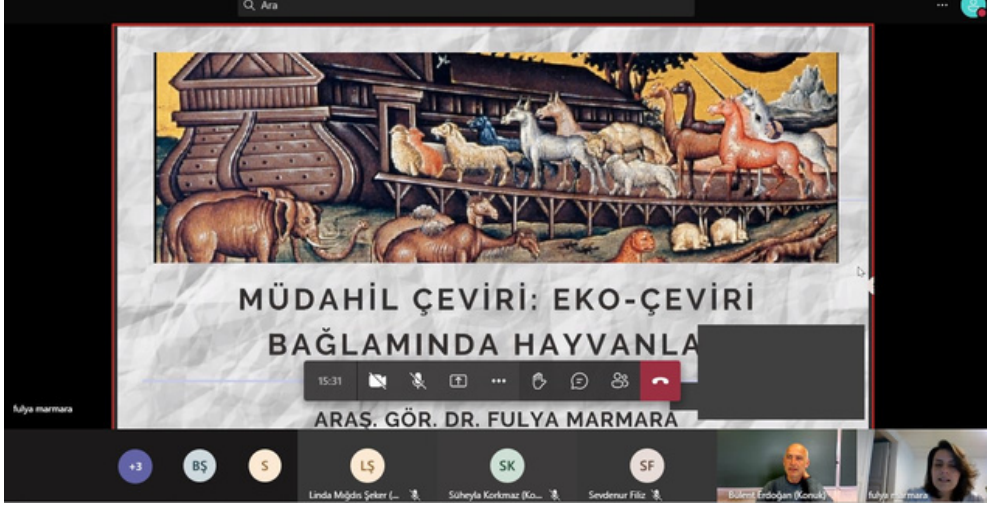 Ara
MÜDAHİL ÇEVİRİ: EKO-ÇEVİRİ
BAĞLAMINDA HAYVANLA
15:31
ARAŞ. GÖR. DR. FULYA MARMARA
fulya marmara
+3
BŞ
S
LŞ
SK
SF
Linda Mığdıs Şeker (...
Süheyla Korkmaz (Ko...
Sevdenur Filiz
Bülent Erdoğan (Konuk)
fulya marmara